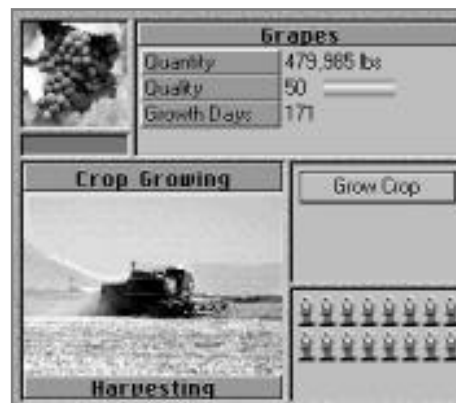 Grapes
Quantity 479,985 lbs
Quality 50
Growth Days 171
Crop Growing
Grow Crop
Harvesting